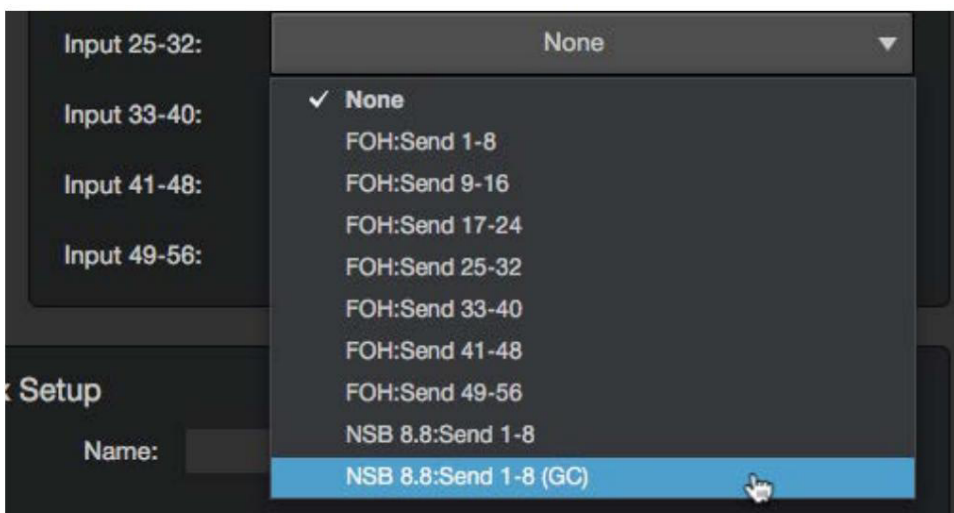 Input 25-32: None
✓ None
Input 33-40:
FOH:Send 1-8
FOH:Send 9-16
Input 41-48:
FOH:Send 17-24
Input 49-56:
FOH:Send 25-32
FOH:Send 33-40
FOH:Send 41-48
Setup
FOH:Send 49-56
NSB 8.8:Send 1-8
Name:
NSB 8.8:Send 1-8 (GC)